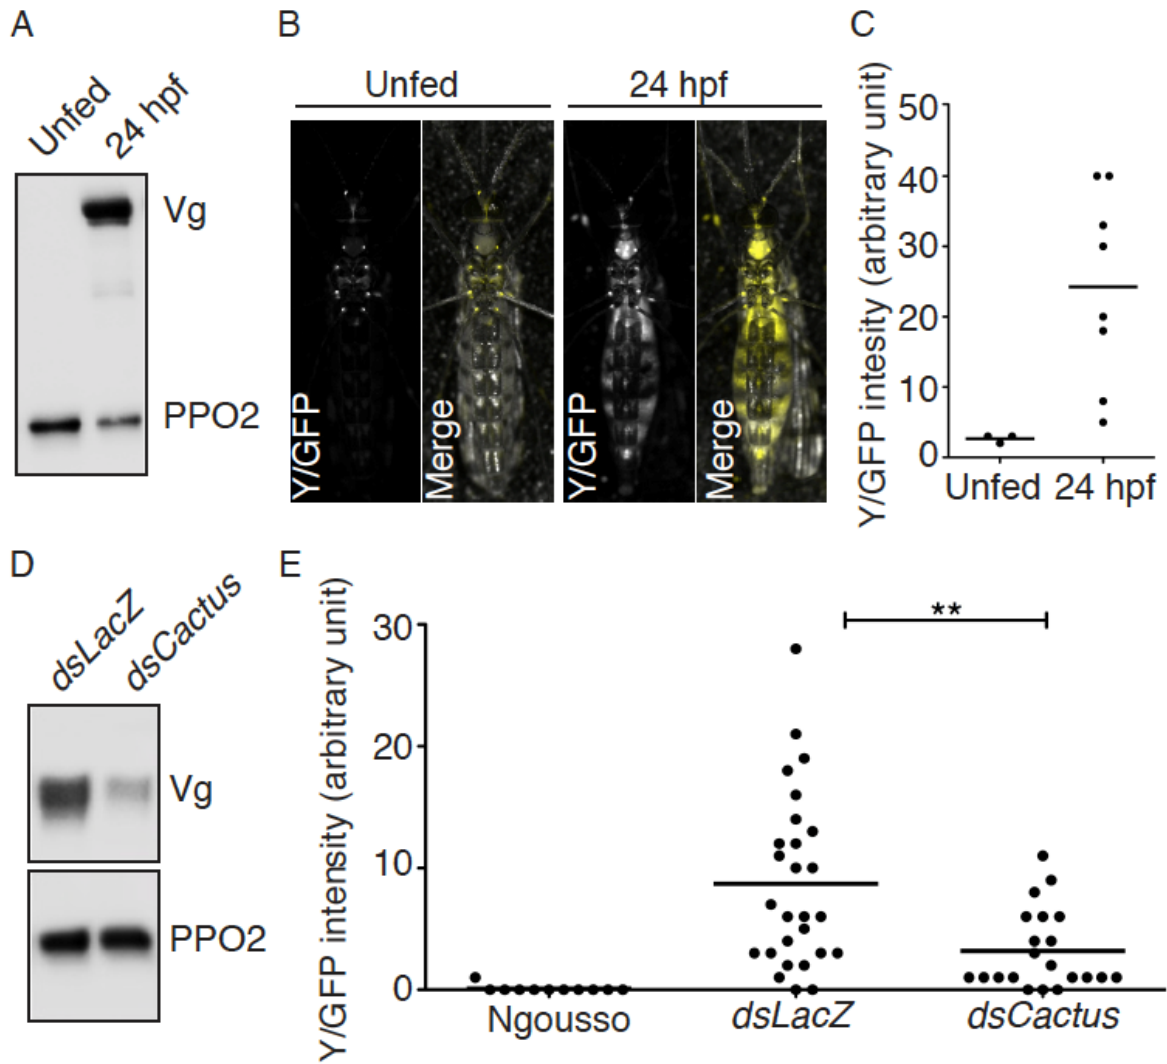 A
Unfed
24 hpf
Vg
PPO2
B
Unfed
24 hpf
Y/GFP
Merge
Y/GFP
Merge
C
Y/GFP intesity (arbitrary unit)
50
40
30
20
10
0
Unfed
24 hpf
D
dsLacZ
dsCactus
Vg
PPO2
E
Y/GFP intensity (arbitrary unit)
30
20
10
0
**
Ngousso
dsLacZ
dsCactus